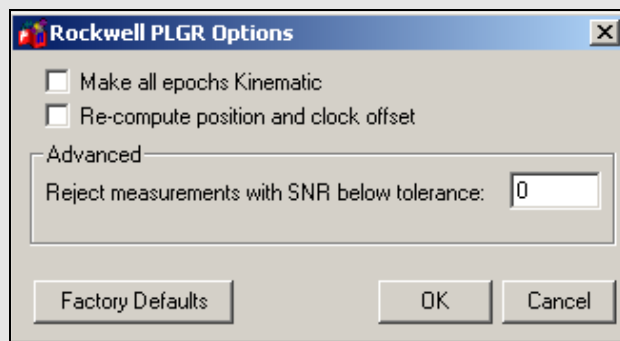 Rockwell PLGR Options
Make all epochs Kinematic
Re-compute position and clock offset
Advanced
Reject measurements with SNR below tolerance: 0
Factory Defaults OK Cancel